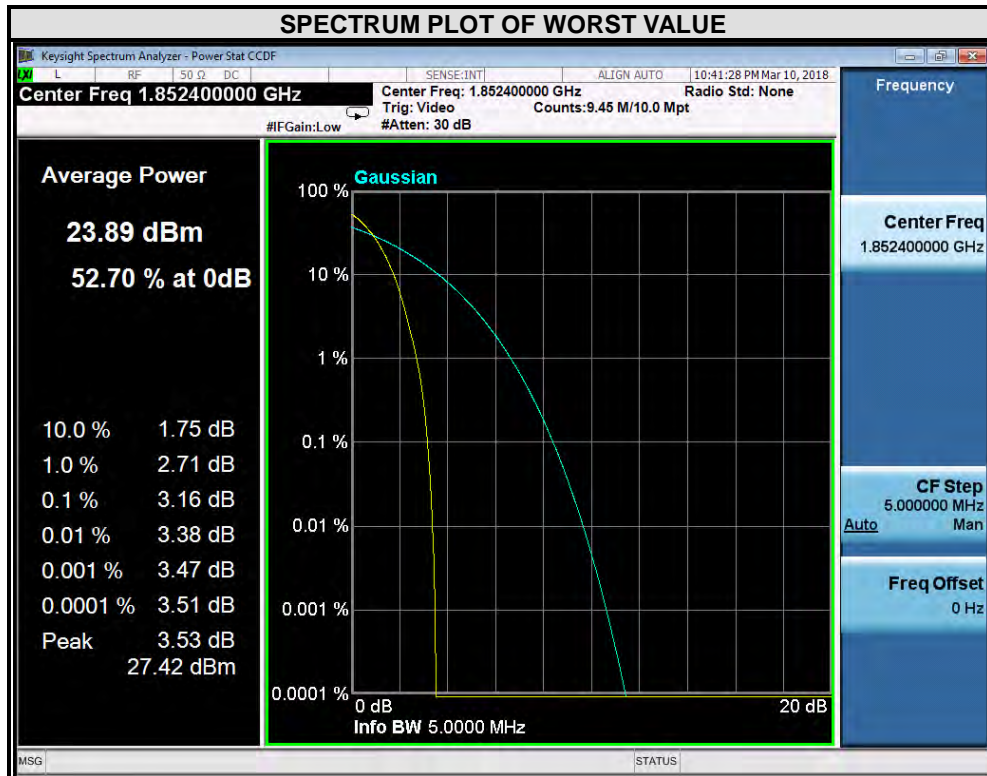 SPECTRUM PLOT OF WORST VALUE
Keysight Spectrum Analyzer - Power Stat CCDF
LXI L RF 50 Ω DC SENSE:INT ALIGN AUTO 10:41:28 PM Mar 10, 2018
Center Freq 1.852400000 GHz
Center Freq: 1.852400000 GHz Radio Std: None
Trig: Video Counts:9.45 M/10.0 Mpt
#IFGain:Low #Atten: 30 dB
Average Power
23.89 dBm
52.70 % at 0dB
10.0 % 1.75 dB
1.0 % 2.71 dB
0.1 % 3.16 dB
0.01 % 3.38 dB
0.001 % 3.47 dB
0.0001 % 3.51 dB
Peak 3.53 dB
27.42 dBm
Gaussian
100 %
10 %
1 %
0.1 %
0.01 %
0.001 %
0.0001 %
0 dB 20 dB
Info BW 5.0000 MHz
Frequency
Center Freq
1.852400000 GHz
CF Step
5.000000 MHz
Auto Man
Freq Offset
0 Hz
MSG STATUS